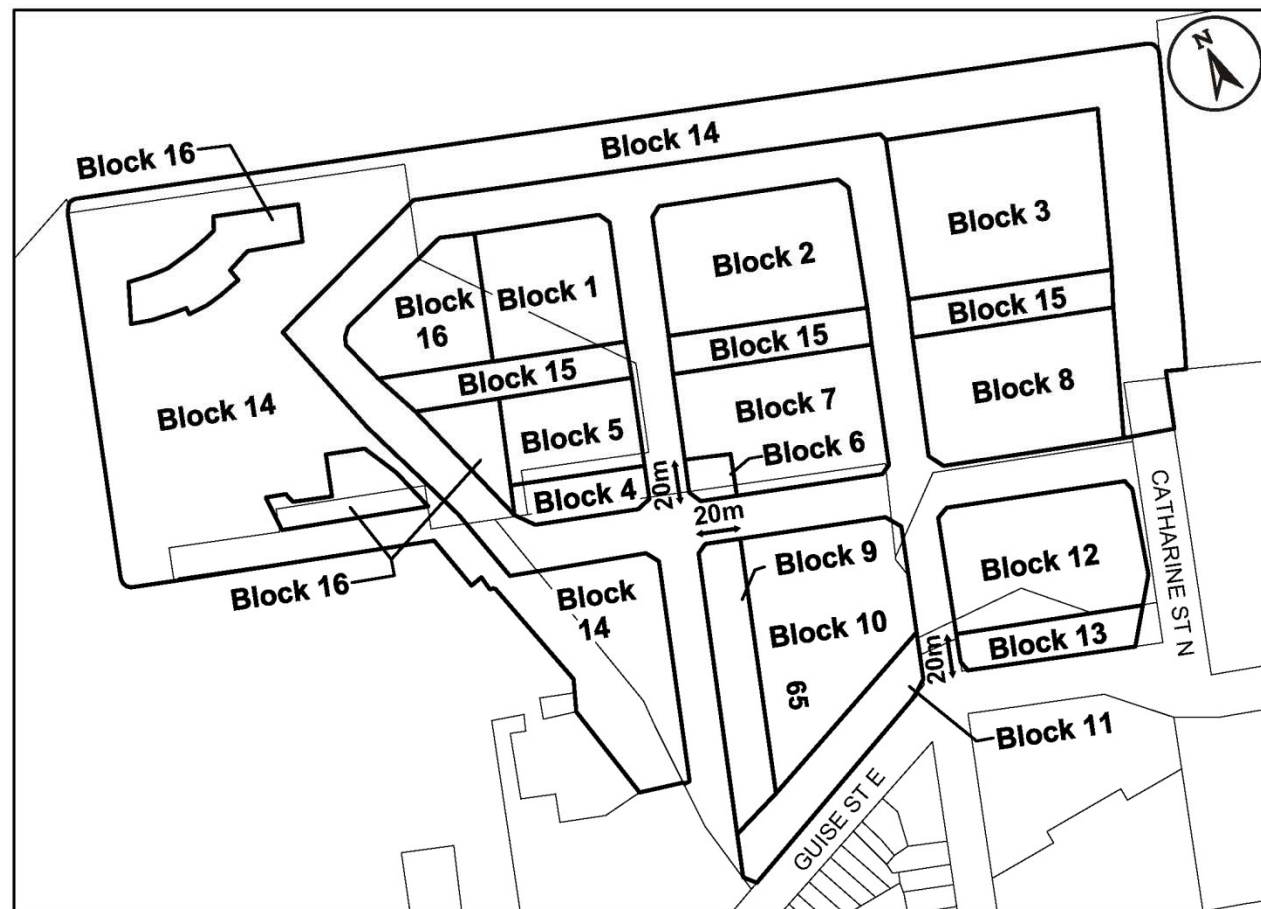 N
Block 14
Block 16
Block 3
Block 2
Block 1
Block
16
Block 15
Block 15
Block 15
Block 8
Block 7
Block 14
Block 5
Block 6
Block 4
20m
20m
CATHARINE ST N
Block 9
Block 12
Block 16
Block
14
Block 10
Block 13
20m
65
Block 11
GUISE ST E